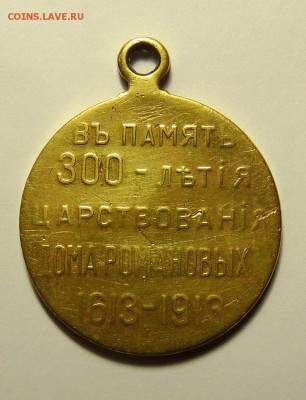 COINS.LAVE.RU
ВЪ ПАМЯТЬ
300-ЛѢТІЯ
ЦАРСТВОВАНІЯ
ДОМА РОМАНОВЫХ
1613-1913